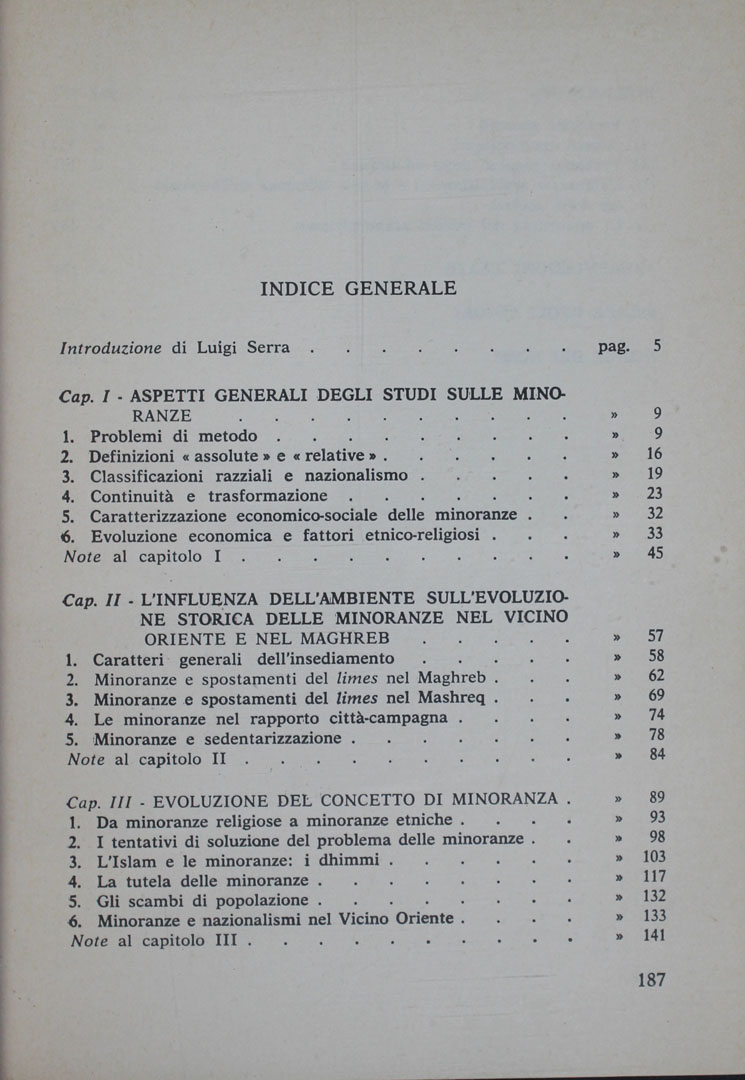 INDICE GENERALE
Introduzione di Luigi Serra . . . . . . . . pag. 5
Cap. I - ASPETTI GENERALI DEGLI STUDI SULLE MINO-
RANZE . . . . . . . . . » 9
1. Problemi di metodo . . . . . . . . . » 9
2. Definizioni « assolute » e « relative » . . . . . . » 16
3. Classificazioni razziali e nazionalismo . . . . . » 19
4. Continuità e trasformazione . . . . . . » 23
5. Caratterizzazione economico-sociale delle minoranze . . » 32
6. Evoluzione economica e fattori etnico-religiosi . . . » 33
Note al capitolo I . . . . . . . . . . » 45
Cap. II - L'INFLUENZA DELL'AMBIENTE SULL'EVOLUZIO-
NE STORICA DELLE MINORANZE NEL VICINO
ORIENTE E NEL MAGHREB . . . . . » 57
1. Caratteri generali dell'insediamento . . . . . » 58
2. Minoranze e spostamenti del limes nel Maghreb . . . » 62
3. Minoranze e spostamenti del limes nel Mashreq . . . » 69
4. Le minoranze nel rapporto città-campagna . . . . » 74
5. Minoranze e sedentarizzazione . . . . . . . » 78
Note al capitolo II . . . . . . . . . . » 84
Cap. III - EVOLUZIONE DEL CONCETTO DI MINORANZA . » 89
1. Da minoranze religiose a minoranze etniche . . . . » 93
2. I tentativi di soluzione del problema delle minoranze . . » 98
3. L'Islam e le minoranze: i dhimmi . . . . . . » 103
4. La tutela delle minoranze . . . . . . . . » 117
5. Gli scambi di popolazione . . . . . . . . » 132
6. Minoranze e nazionalismi nel Vicino Oriente . . . . » 133
Note al capitolo III . . . . . . . . . . » 141
187